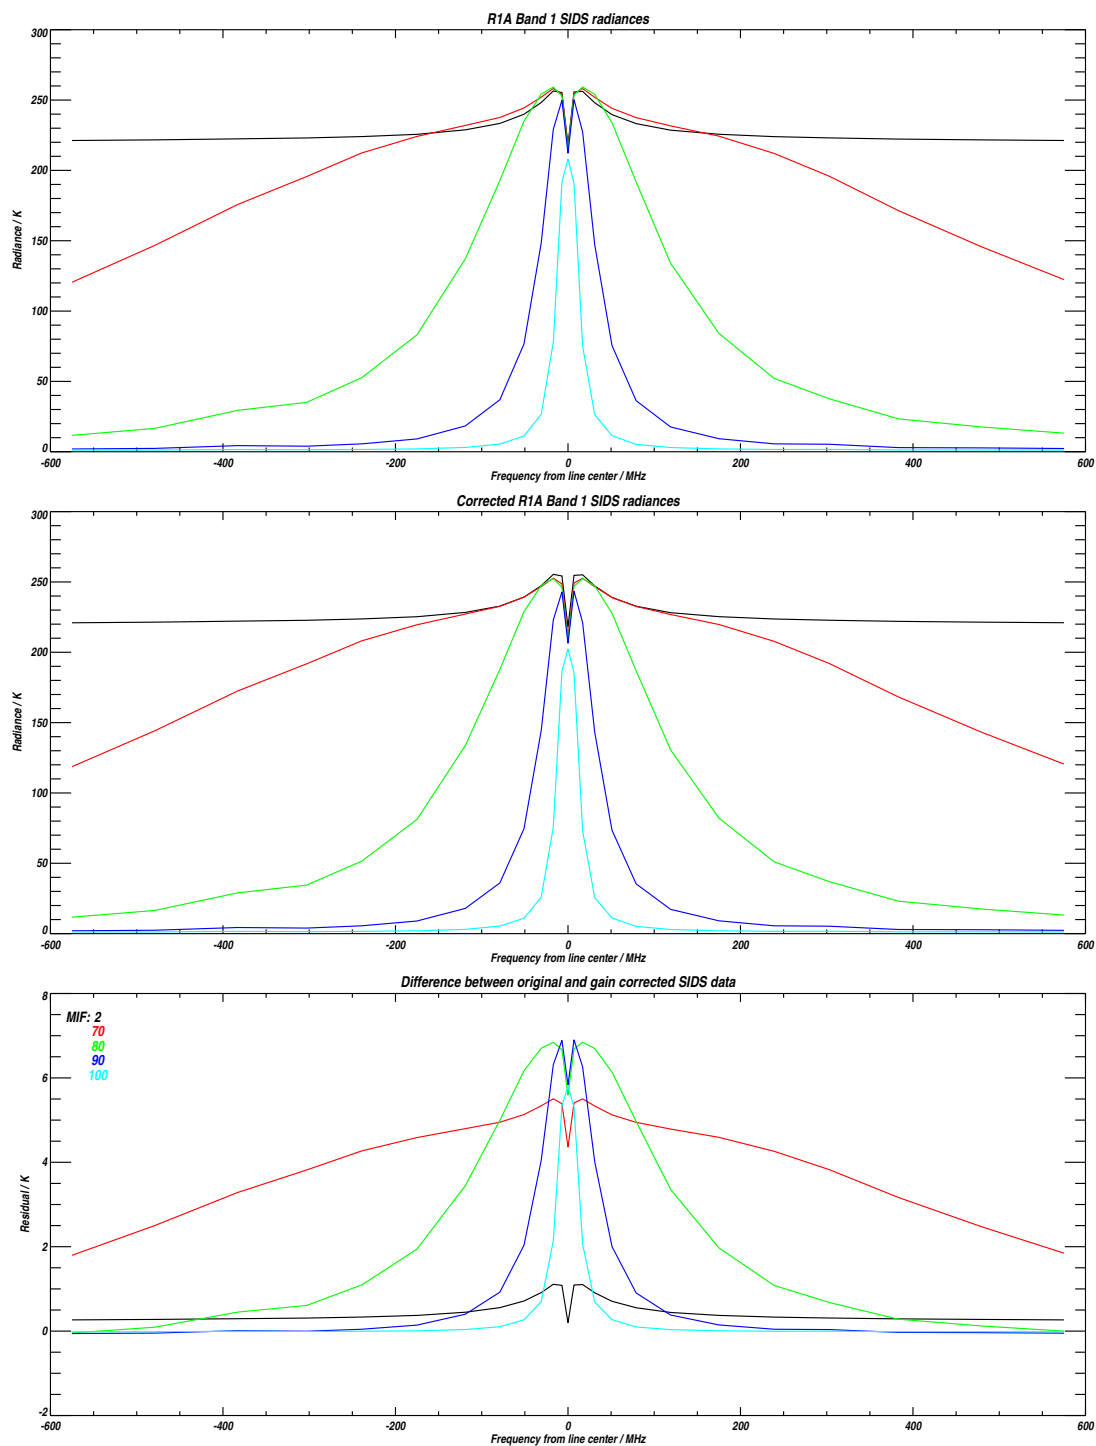 R1A Band 1 SIDS radiances
300
250
200
150
100
50
0
Radiance / K
-600 -400 -200 0 200 400 600
Frequency from line center / MHz
Corrected R1A Band 1 SIDS radiances
300
250
200
150
100
50
0
Radiance / K
-600 -400 -200 0 200 400 600
Frequency from line center / MHz
Difference between original and gain corrected SIDS data
8
6
4
2
0
-2
Residual / K
MIF: 2
70
80
90
100
-600 -400 -200 0 200 400 600
Frequency from line center / MHz